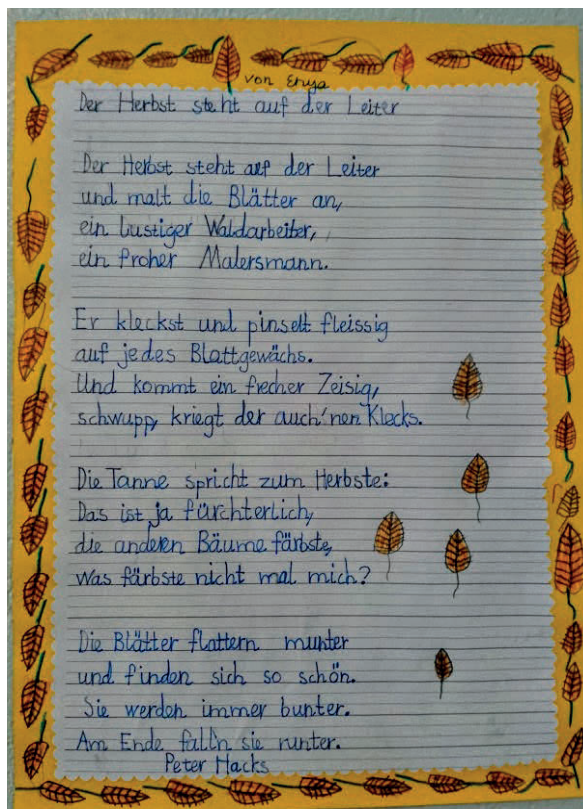 von Enya
Der Herbst steht auf der Leiter
Der Herbst steht auf der Leiter
und malt die Blätter an,
ein lustiger Waldarbeiter,
ein froher Malersmann.
Er kleckst und pinselt fleissig
auf jedes Blattgewächs.
Und kommt ein frecher Zeisig,
schwupp, kriegt der auch'nen Klecks.
Die Tanne spricht zum Herbste:
Das ist ja fürchterlich,
die anderen Bäume färbste,
was färbste nicht mal mich?
Die Blätter flattern munter
und finden sich so schön.
Sie werden immer bunter.
Am Ende fall'n sie runter.
Peter Hacks